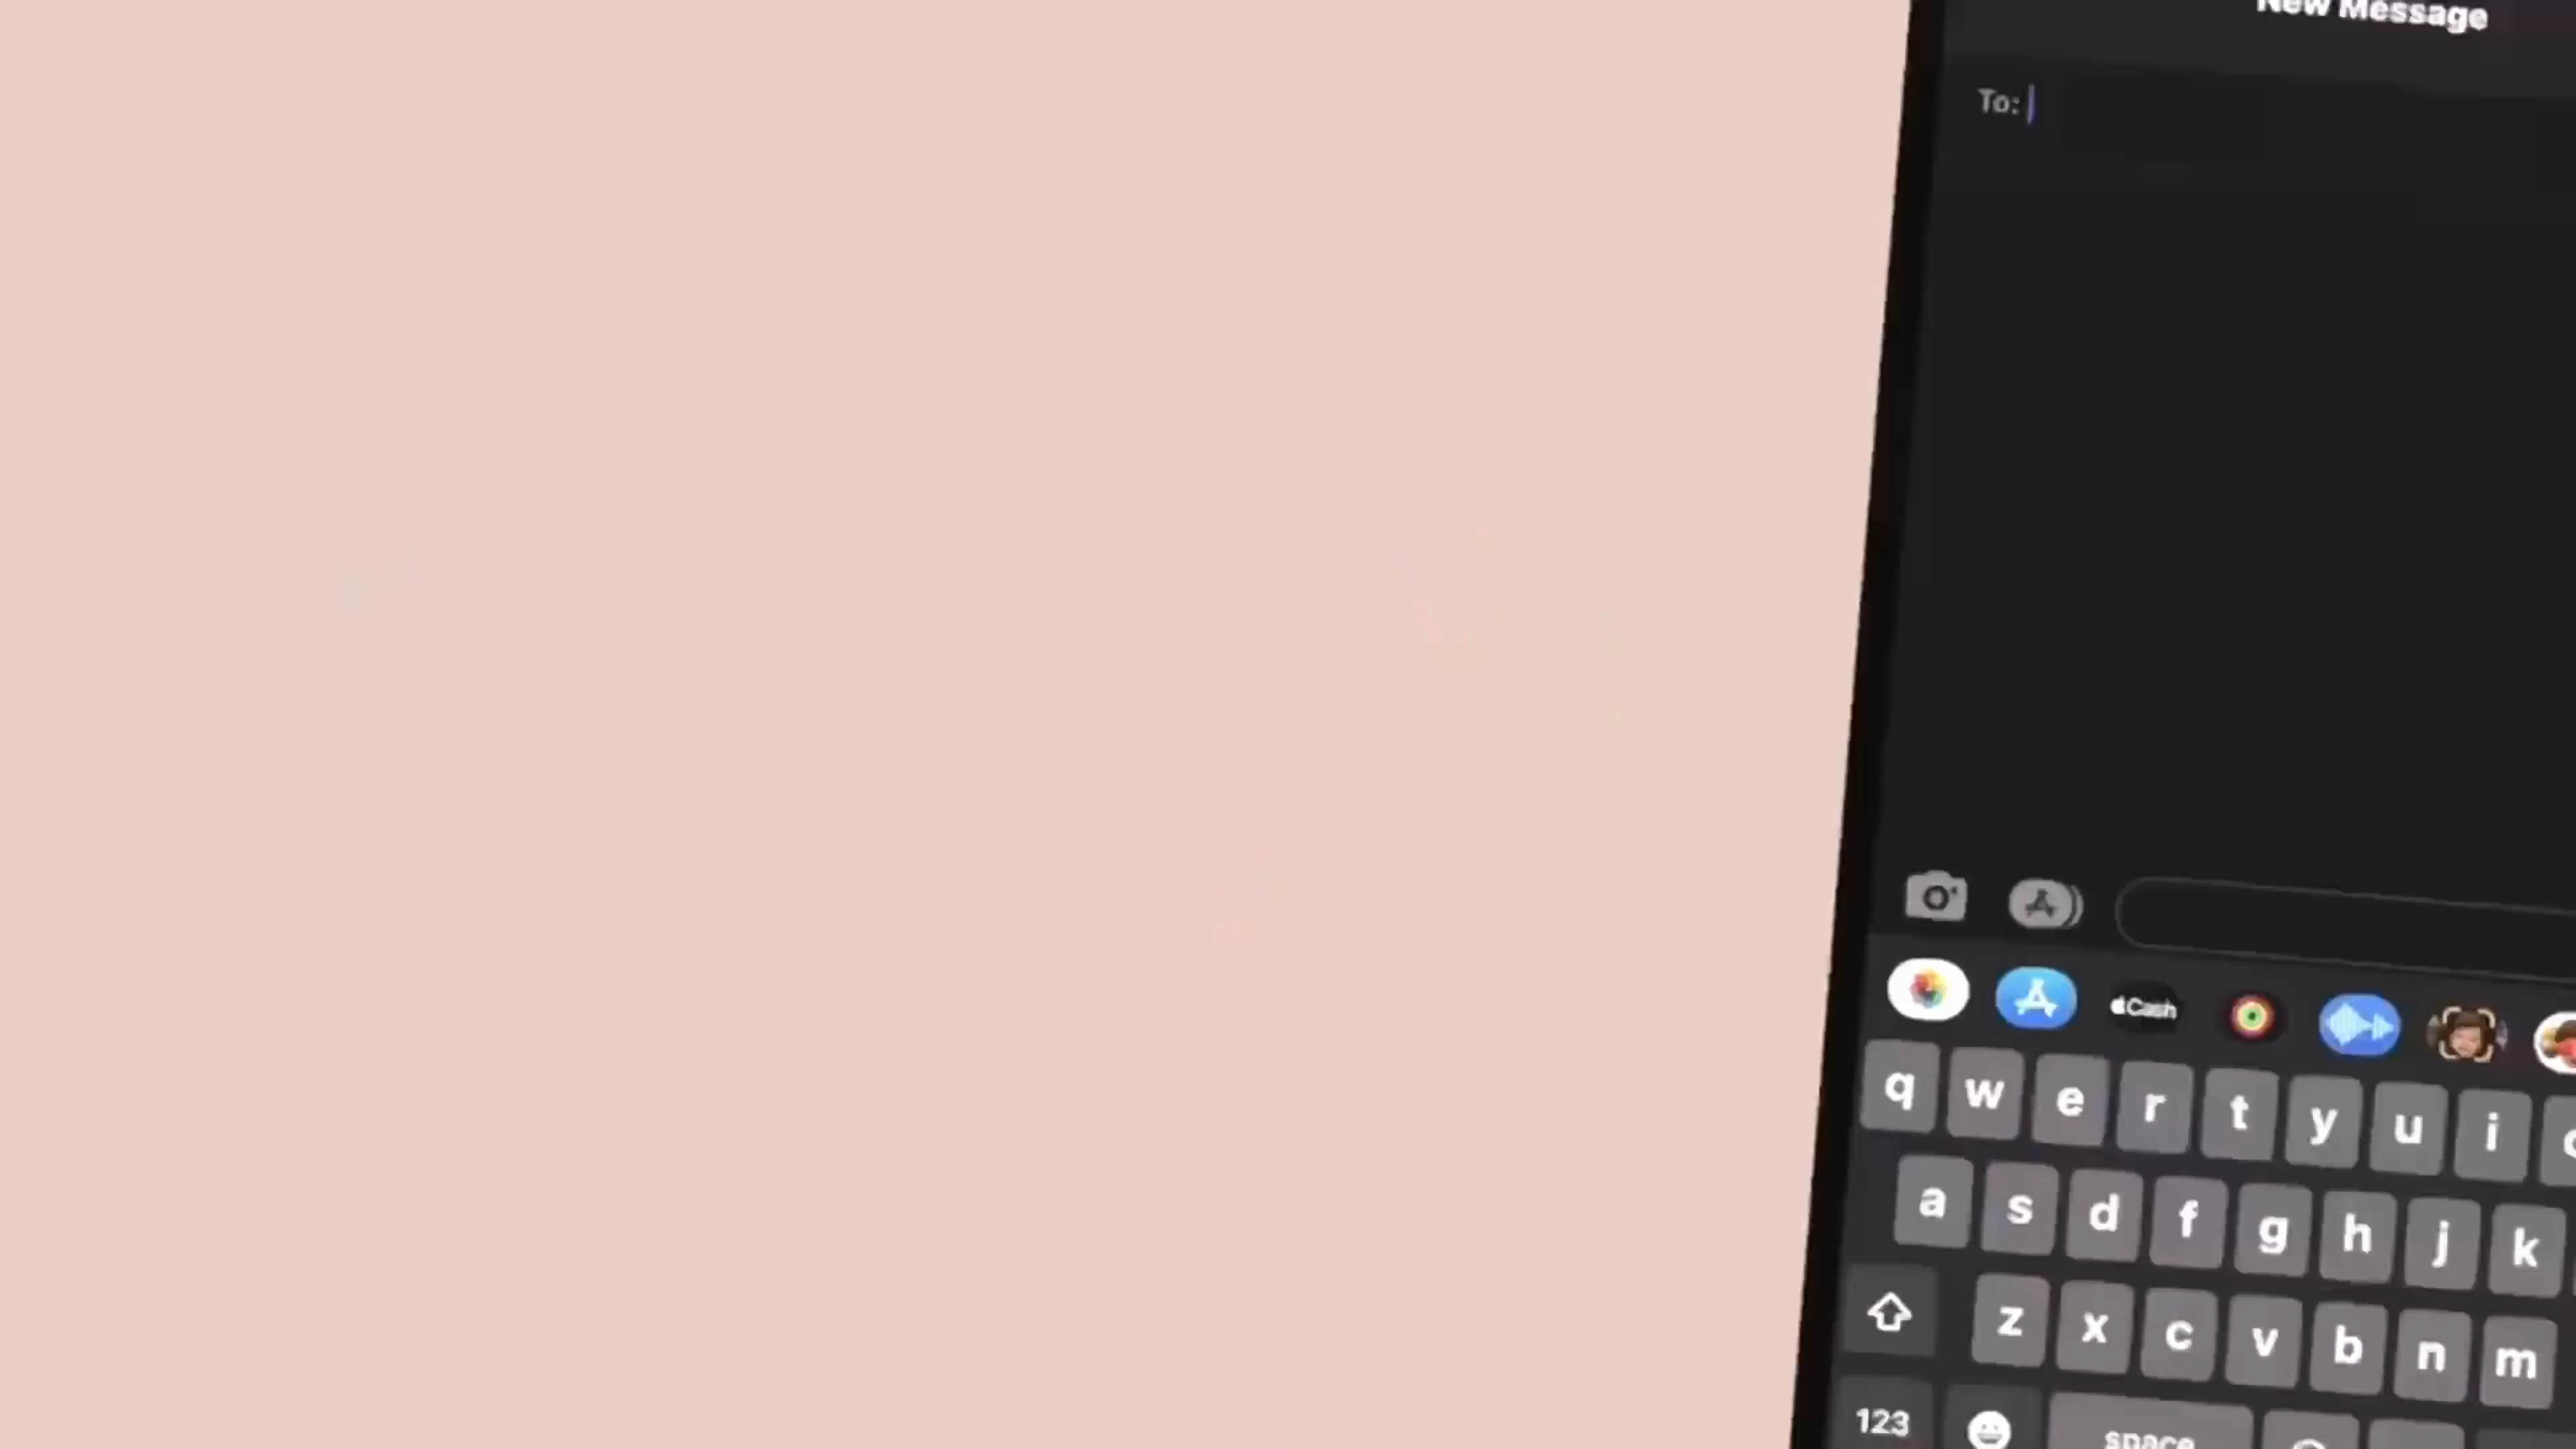 New Message
To:
Cash
q w e r t y u i
a s d f g h j k
z x c v b n m
123 space